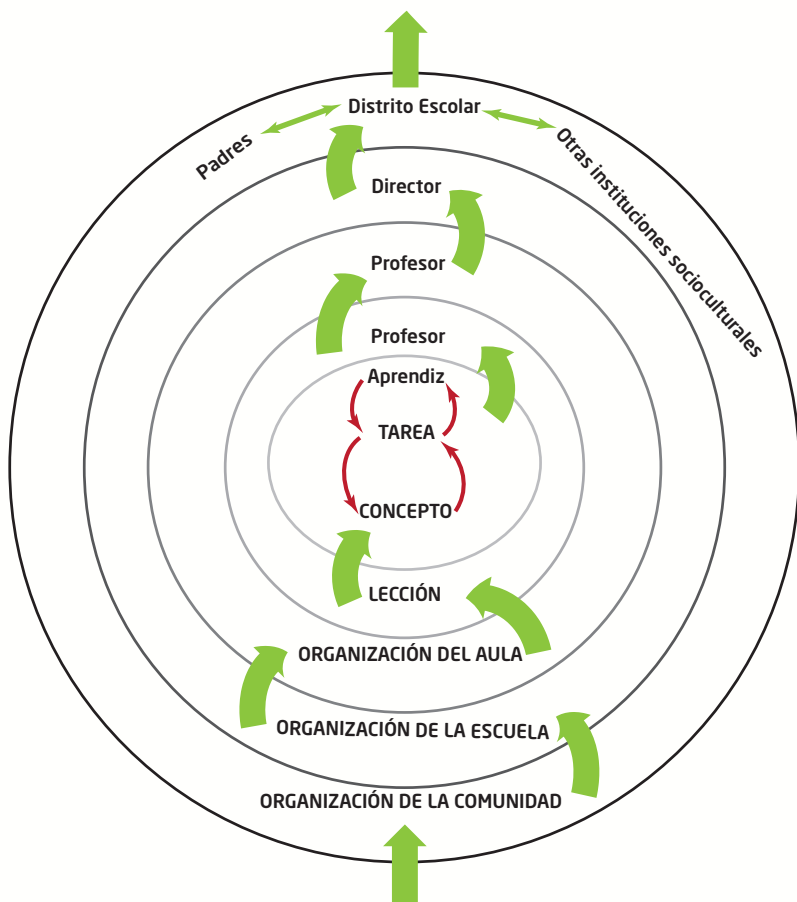 Distrito Escolar
Padres
Otras instituciones socioculturales
Director
Profesor
Profesor
Aprendiz
TAREA
CONCEPTO
LECCIÓN
ORGANIZACIÓN DEL AULA
ORGANIZACIÓN DE LA ESCUELA
ORGANIZACIÓN DE LA COMUNIDAD